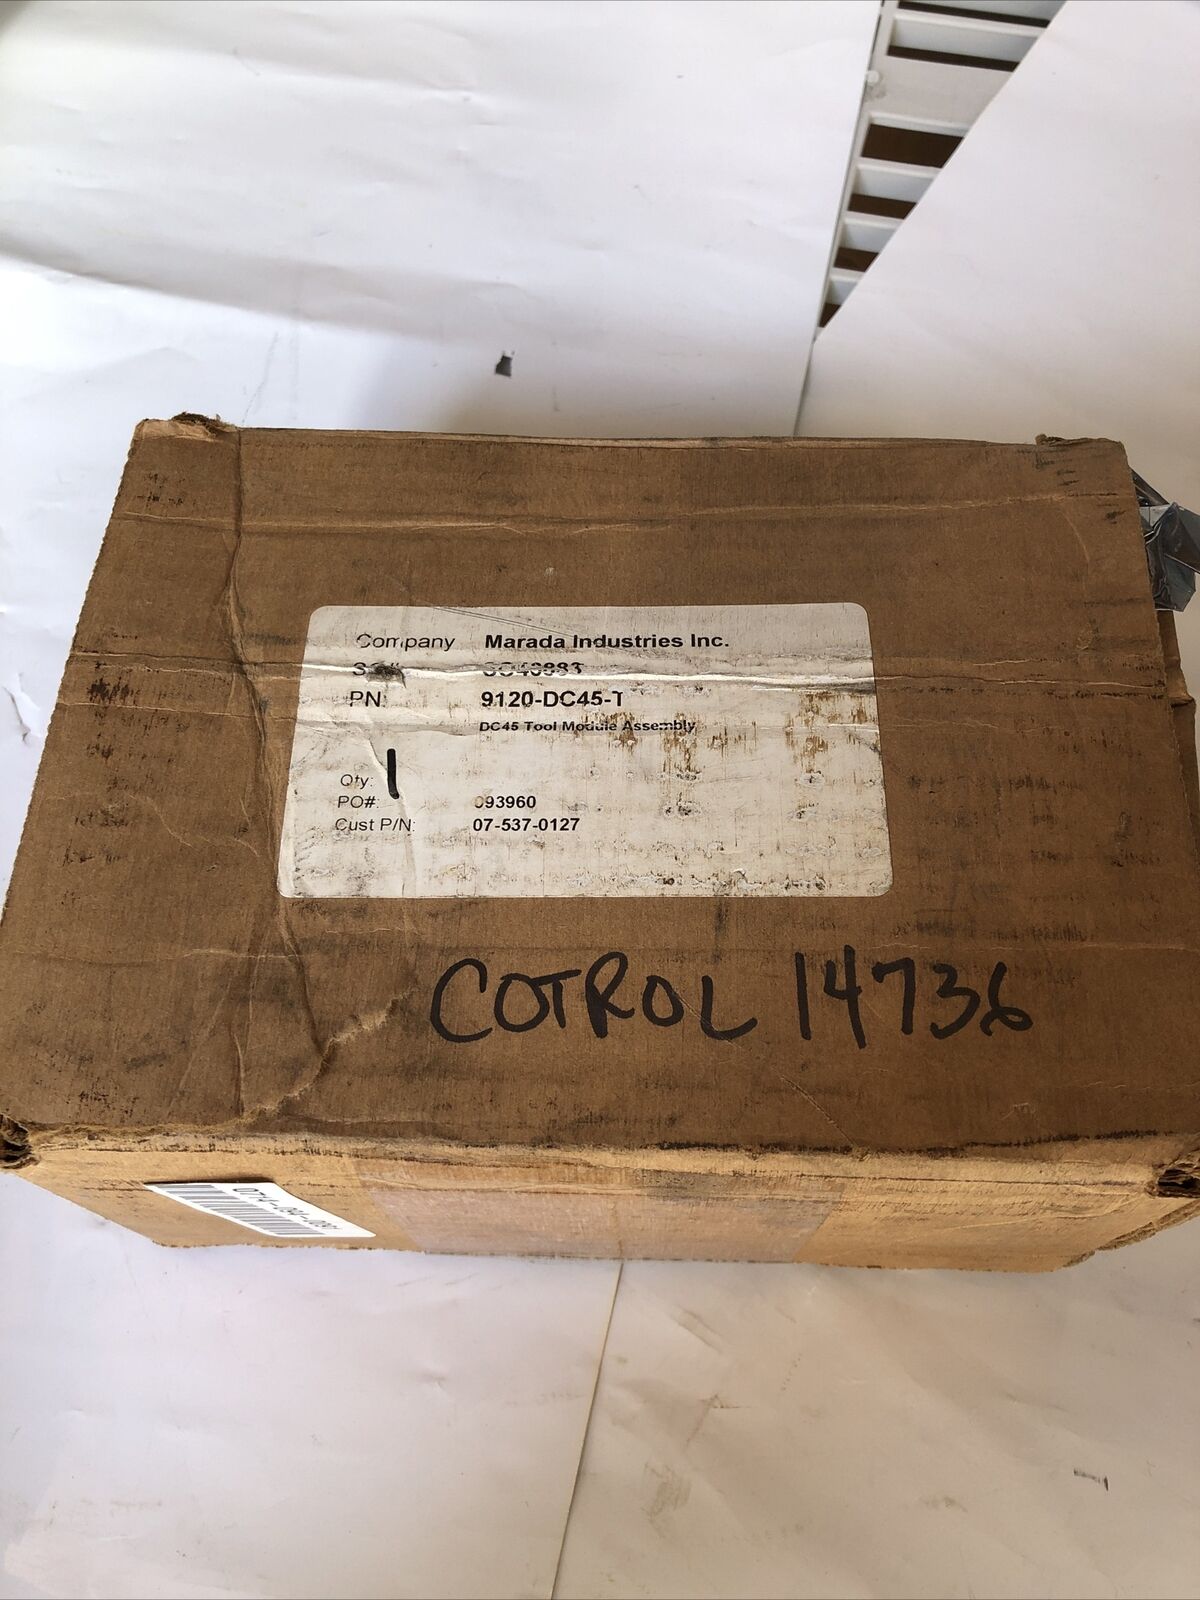 Company Marada Industries Inc.
SO#
PN: 9120-DC45-T
DC45 Tool Module Assembly
Qty: 1
PO#: 093960
Cust P/N: 07-537-0127
COTROL 14736